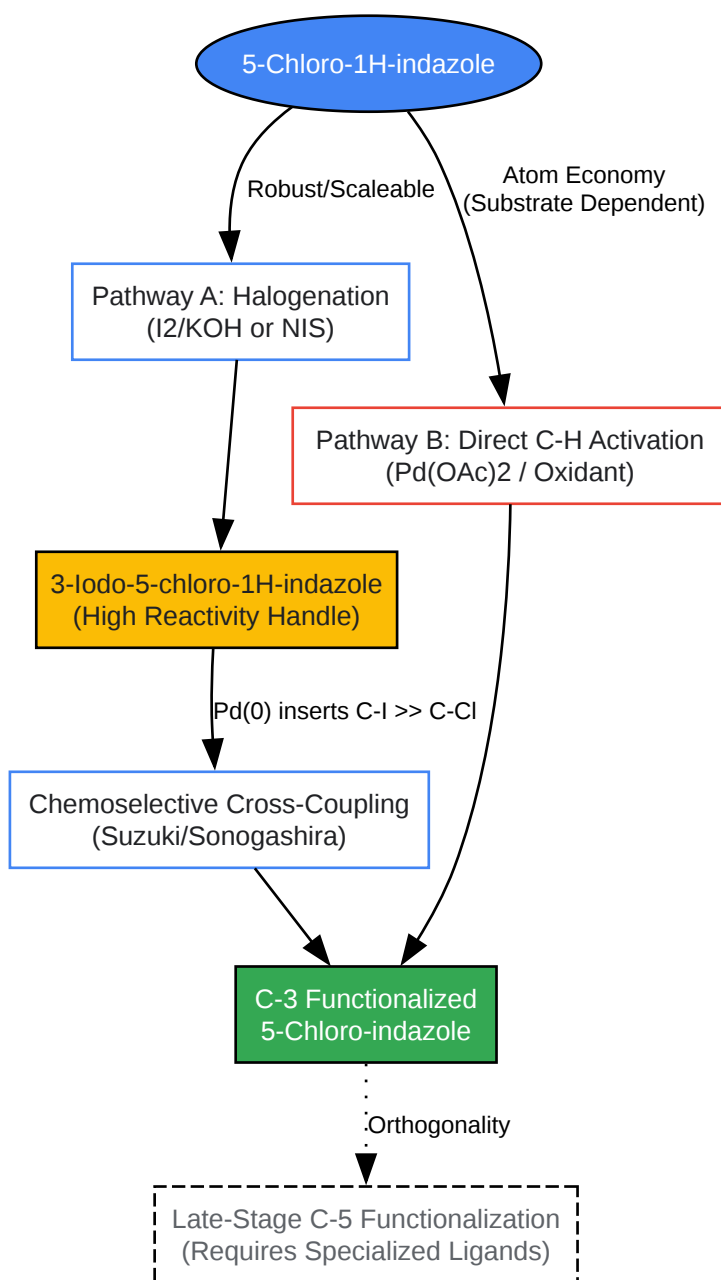 5-Chloro-1H-indazole
Robust/Scaleable
Atom Economy
(Substrate Dependent)
Pathway A: Halogenation
(I2/KOH or NIS)
Pathway B: Direct C-H Activation
(Pd(OAc)2 / Oxidant)
3-Iodo-5-chloro-1H-indazole
(High Reactivity Handle)
Pd(0) inserts C-I >> C-Cl
Chemoselective Cross-Coupling
(Suzuki/Sonogashira)
C-3 Functionalized
5-Chloro-indazole
Orthogonality
Late-Stage C-5 Functionalization
(Requires Specialized Ligands)